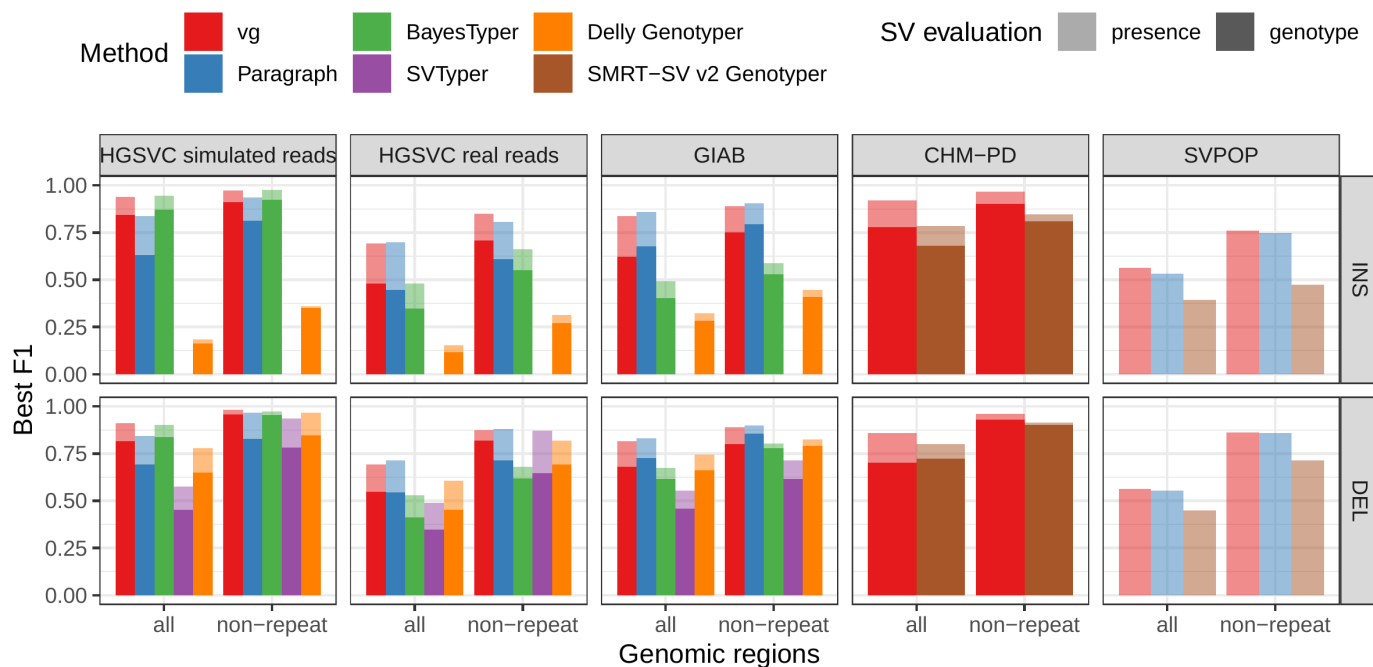 Method
vg
BayesTyper
Delly Genotyper
Paragraph
SVTyper
SMRT−SV v2 Genotyper
SV evaluation
presence
genotype
HGSVC simulated reads
HGSVC real reads
GIAB
CHM−PD
SVPOP
Best F1
1.00
0.75
0.50
0.25
0.00
INS
1.00
0.75
0.50
0.25
0.00
DEL
all
non−repeat
all
non−repeat
all
non−repeat
all
non−repeat
all
non−repeat
Genomic regions